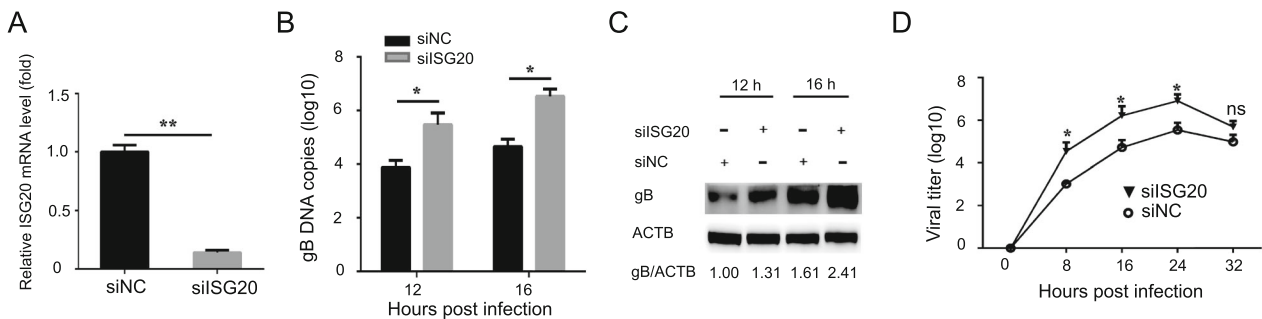 A
Relative ISG20 mRNA level (fold)
1.5
1.0
0.5
0
**
siNC
siISG20
B
siNC
siISG20
gB DNA copies (log10)
8
6
4
2
0
*
*
12
16
Hours post infection
C
12 h
16 h
siISG20
-
+
-
+
siNC
+
-
+
-
gB
ACTB
gB/ACTB 1.00 1.31 1.61 2.41
D
Viral titer (log10)
8
6
4
2
0
*
*
*
ns
siISG20
siNC
0 8 16 24 32
Hours post infection